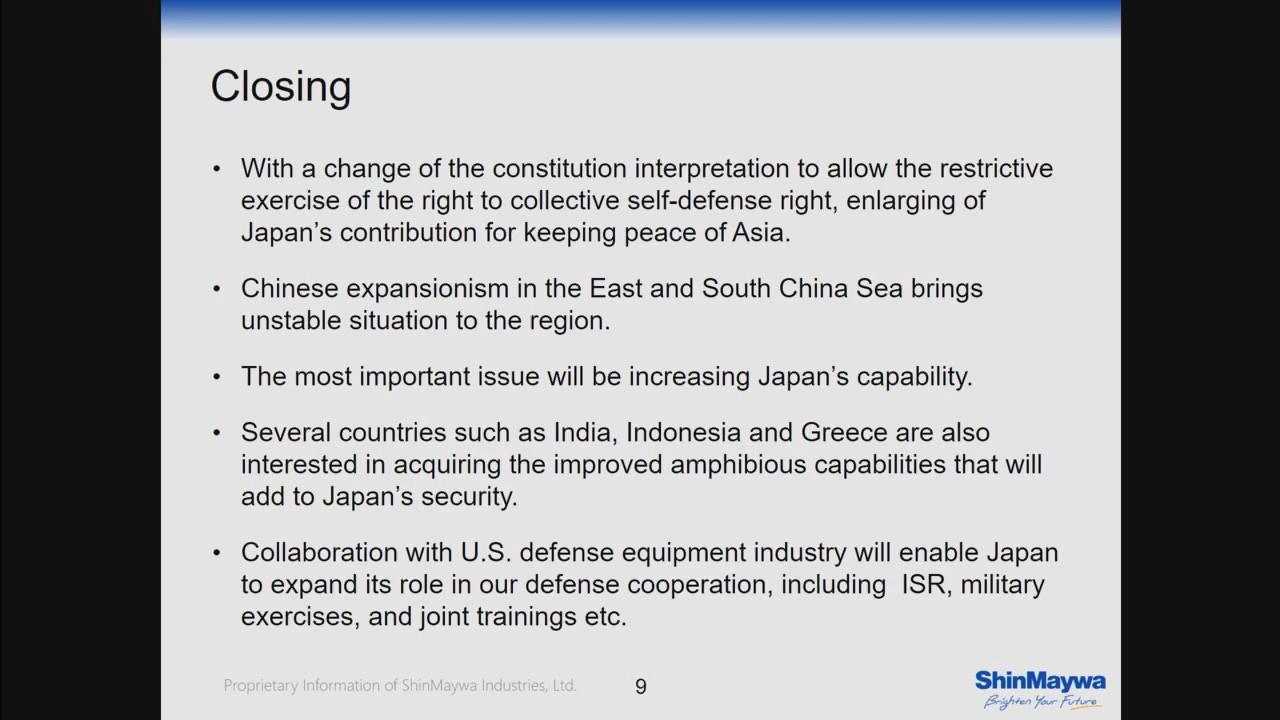 Closing
• With a change of the constitution interpretation to allow the restrictive
exercise of the right to collective self-defense right, enlarging of
Japan’s contribution for keeping peace of Asia.
• Chinese expansionism in the East and South China Sea brings
unstable situation to the region.
• The most important issue will be increasing Japan’s capability.
• Several countries such as India, Indonesia and Greece are also
interested in acquiring the improved amphibious capabilities that will
add to Japan’s security.
• Collaboration with U.S. defense equipment industry will enable Japan
to expand its role in our defense cooperation, including  ISR, military
exercises, and joint trainings etc.
Proprietary Information of ShinMaywa Industries, Ltd.
9
ShinMaywa
Brighten Your Future